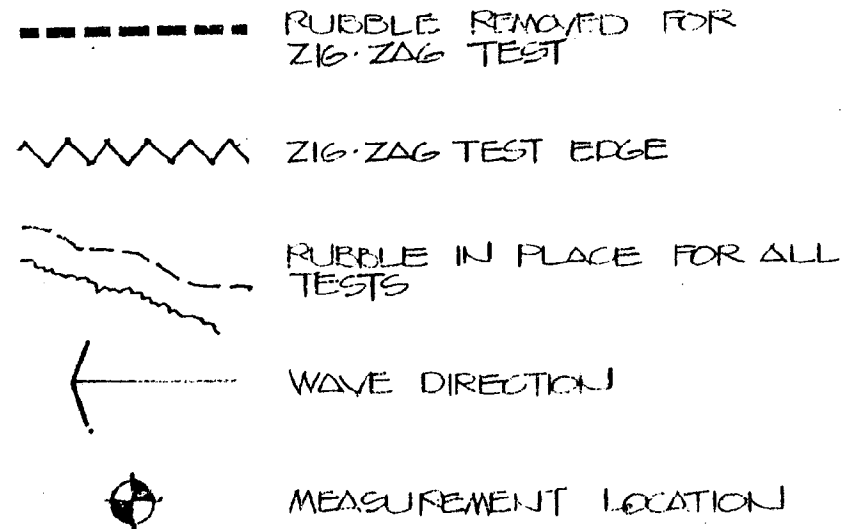 RUBBLE REMOVED FOR
ZIG·ZAG TEST
ZIG·ZAG TEST EDGE
RUBBLE IN PLACE FOR ALL
TESTS
WAVE DIRECTION
MEASUREMENT LOCATION